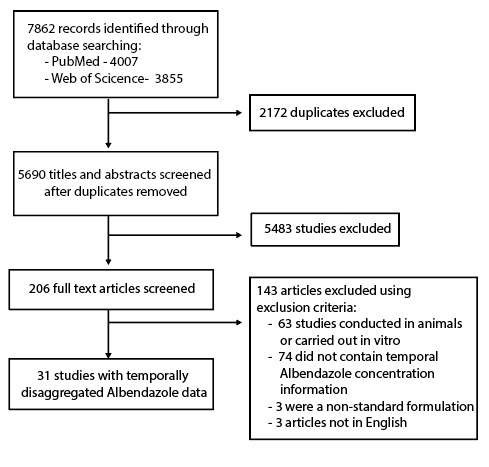 7862 records identified through
database searching:
- PubMed - 4007
- Web of Scicence- 3855
2172 duplicates excluded
5690 titles and abstracts screened
after duplicates removed
5483 studies excluded
206 full text articles screened
143 articles excluded using
exclusion criteria:
- 63 studies conducted in animals
or carried out in vitro
- 74 did not contain temporal
Albendazole concentration
information
- 3 were a non-standard formulation
- 3 articles not in English
31 studies with temporally
disaggregated Albendazole data